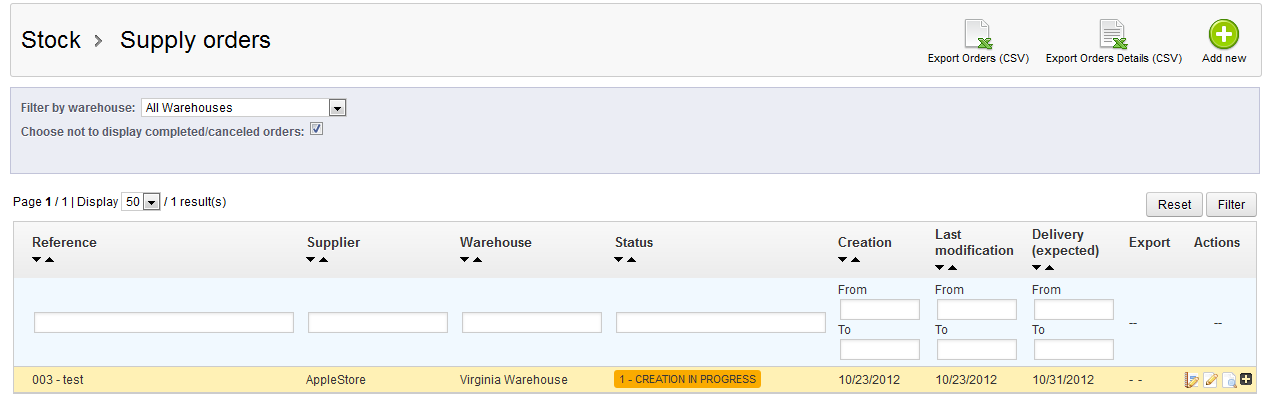 Stock > Supply orders
Export Orders (CSV) Export Orders Details (CSV) Add new
Filter by warehouse: All Warehouses
Choose not to display completed/canceled orders:
Page 1 / 1 | Display 50 / 1 result(s) Reset Filter
Reference Supplier Warehouse Status Creation Last modification Delivery (expected) Export Actions
From From From
To To To
-- --
003 - test AppleStore Virginia Warehouse 1 - CREATION IN PROGRESS 10/23/2012 10/23/2012 10/31/2012 - -